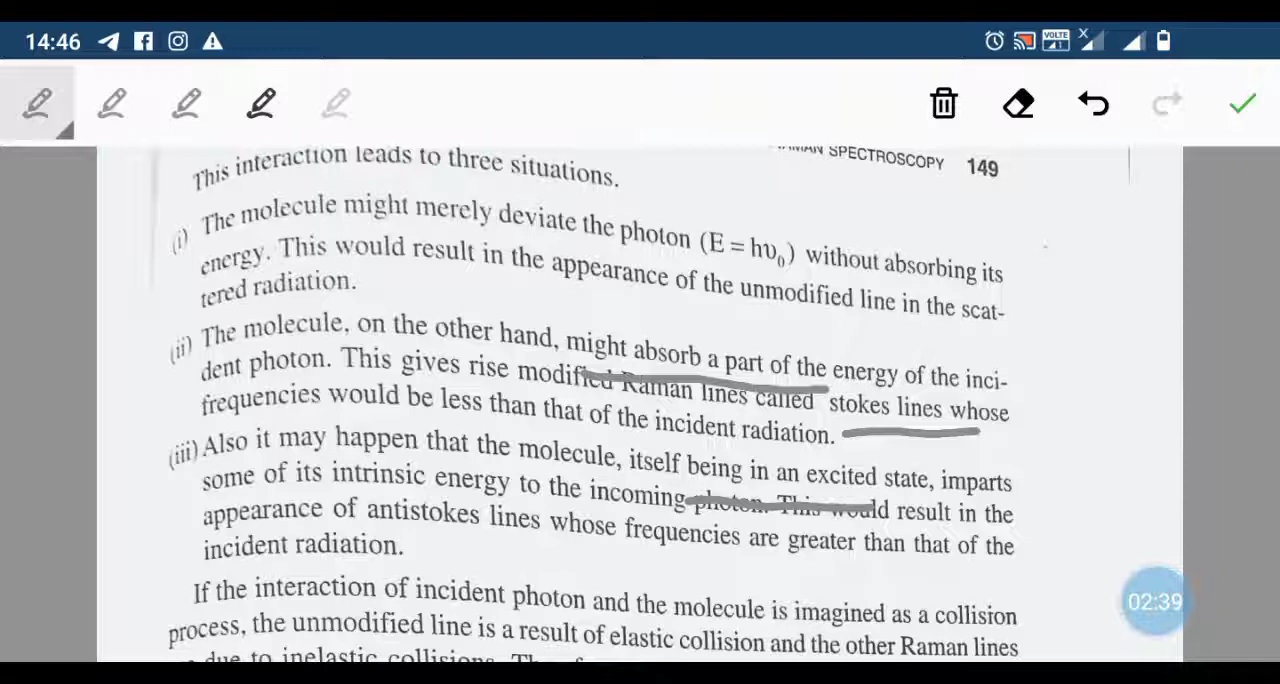 14:46
VOLTE
SPECTROSCOPY 149
This interaction leads to three situations.
(i) The molecule might merely deviate the photon (E = hυ₀) without absorbing its
energy. This would result in the appearance of the unmodified line in the scat-
tered radiation.
(ii) The molecule, on the other hand, might absorb a part of the energy of the inci-
dent photon. This gives rise modified Raman lines called stokes lines whose
frequencies would be less than that of the incident radiation.
(iii) Also it may happen that the molecule, itself being in an excited state, imparts
some of its intrinsic energy to the incoming photon. This would result in the
appearance of antistokes lines whose frequencies are greater than that of the
incident radiation.
If the interaction of incident photon and the molecule is imagined as a collision
process, the unmodified line is a result of elastic collision and the other Raman lines
due to inelastic collisions.
02:39